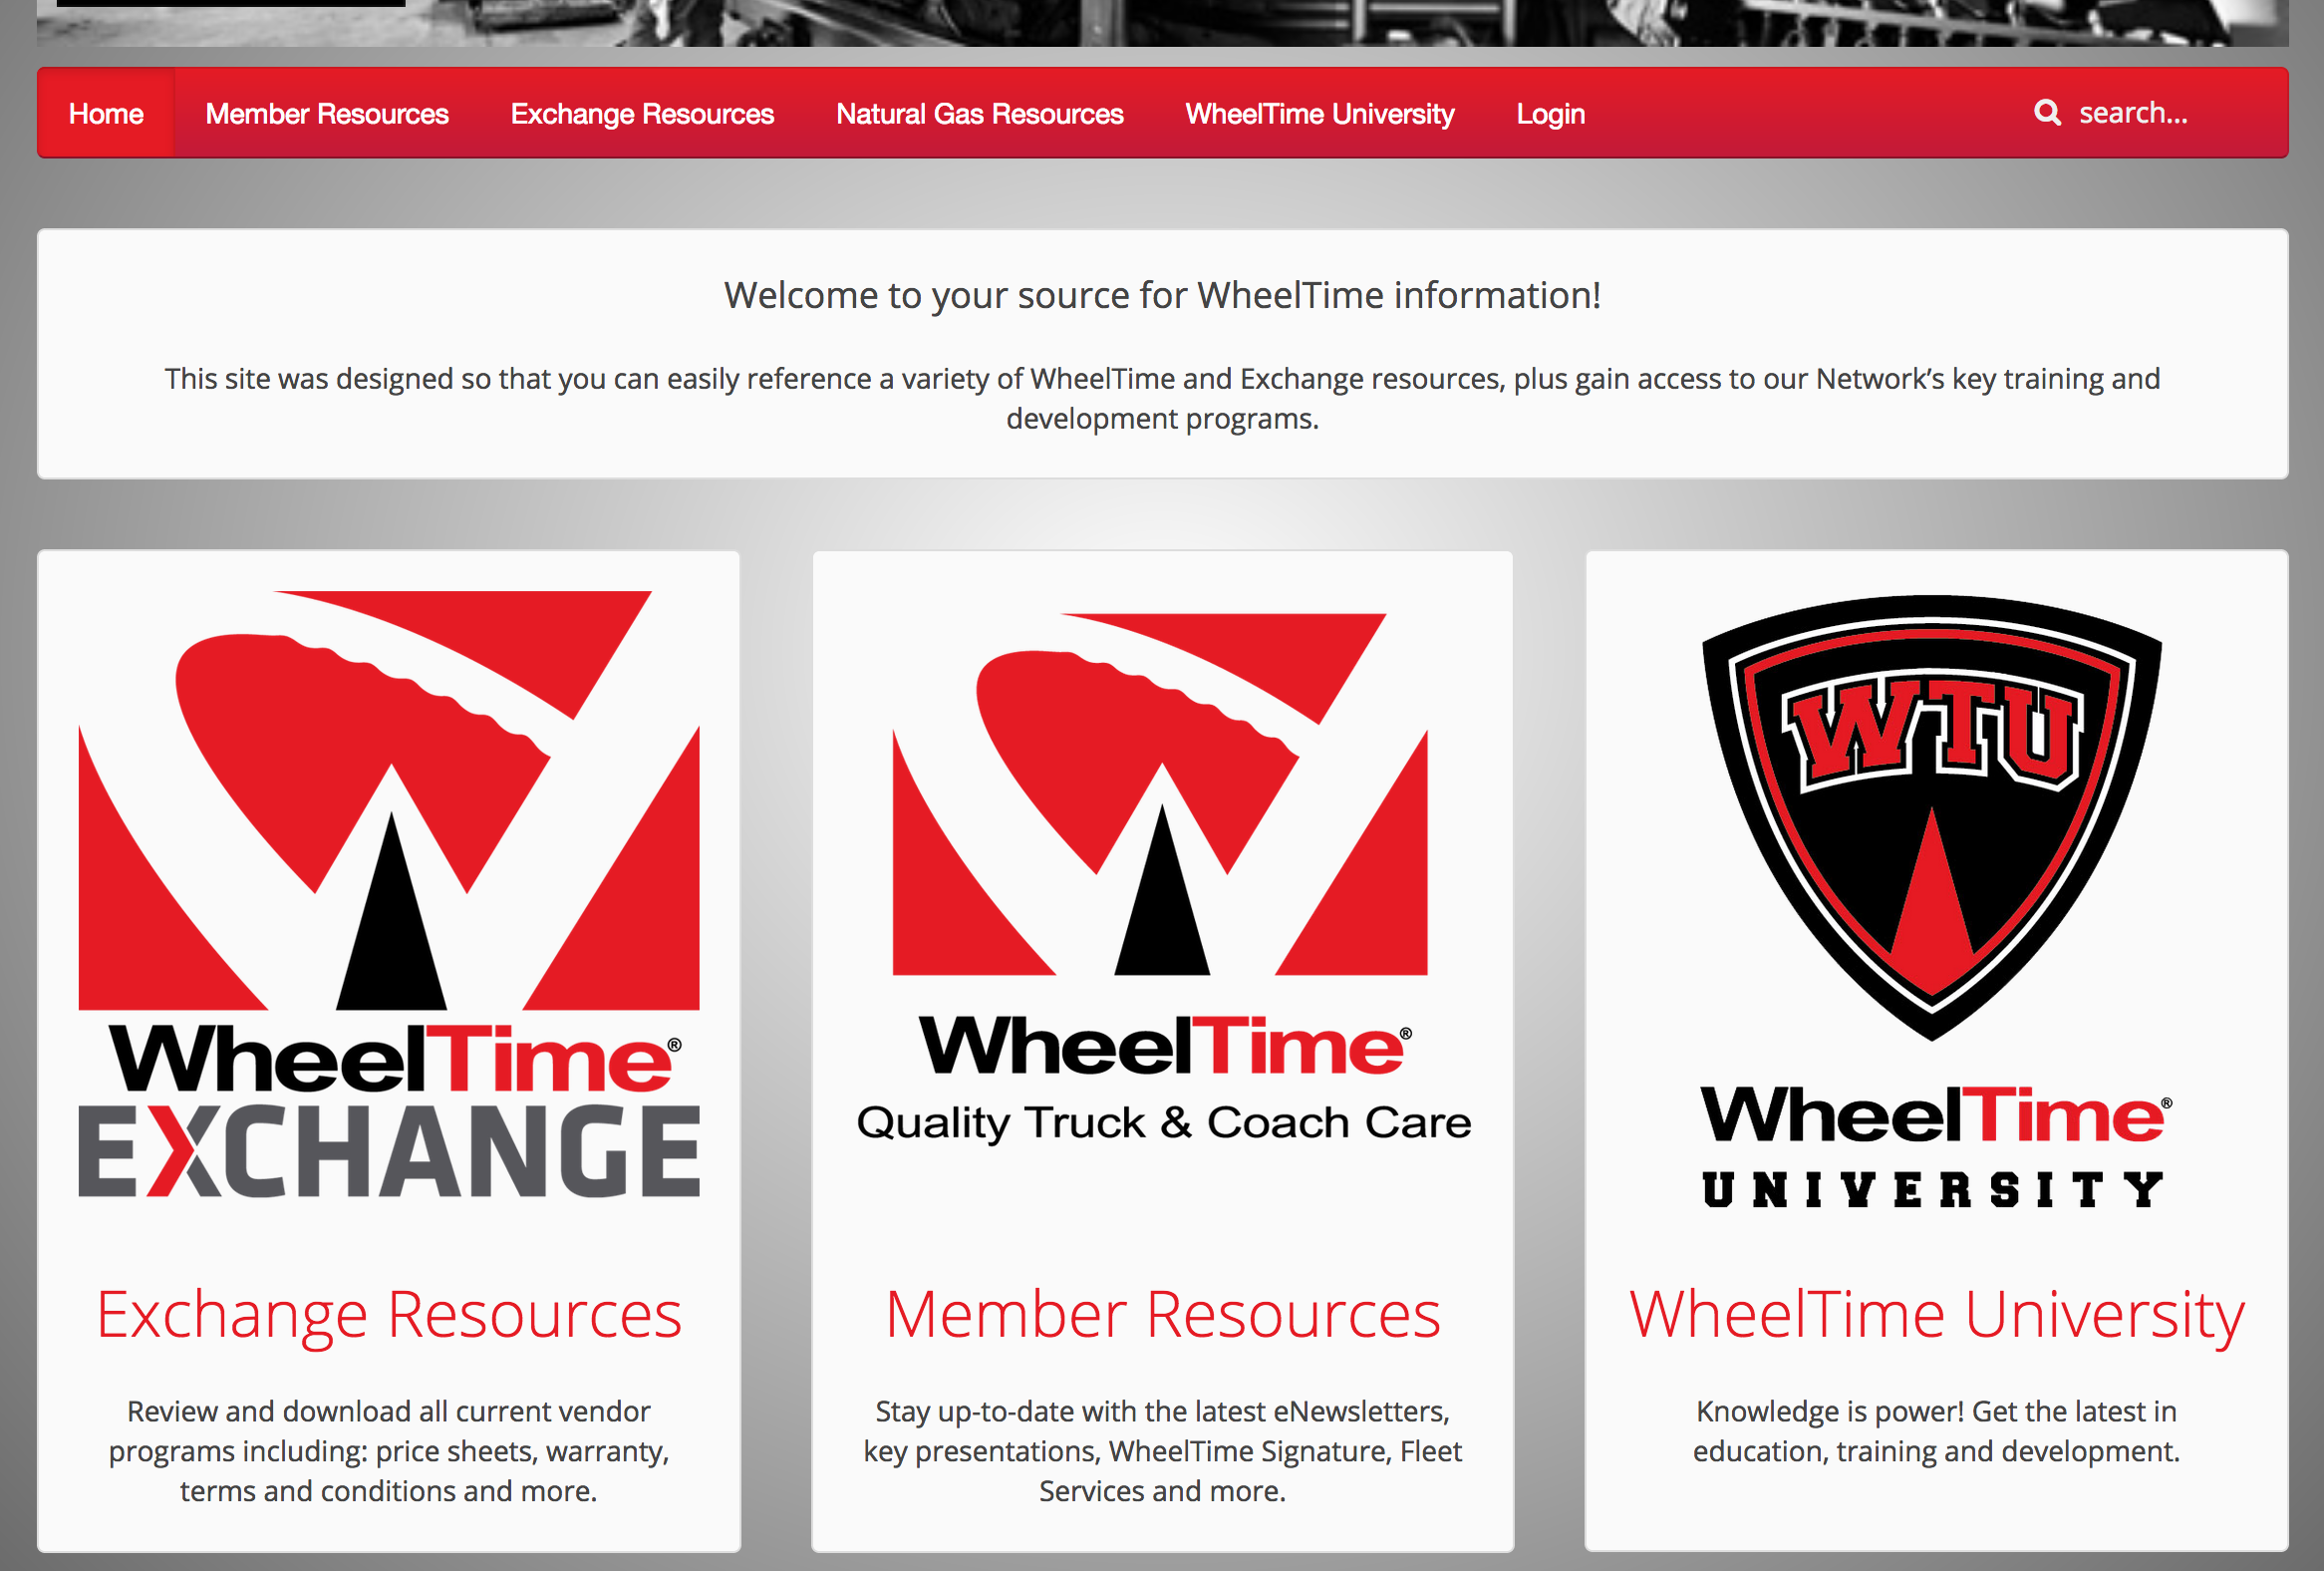 Home Member Resources Exchange Resources Natural Gas Resources WheelTime University Login search...
Welcome to your source for WheelTime information!
This site was designed so that you can easily reference a variety of WheelTime and Exchange resources, plus gain access to our Network’s key training and
development programs.
WheelTime®
EXCHANGE
Exchange Resources
Review and download all current vendor
programs including: price sheets, warranty,
terms and conditions and more.
WheelTime®
Quality Truck & Coach Care
Member Resources
Stay up-to-date with the latest eNewsletters,
key presentations, WheelTime Signature, Fleet
Services and more.
WTU
WheelTime®
UNIVERSITY
WheelTime University
Knowledge is power! Get the latest in
education, training and development.